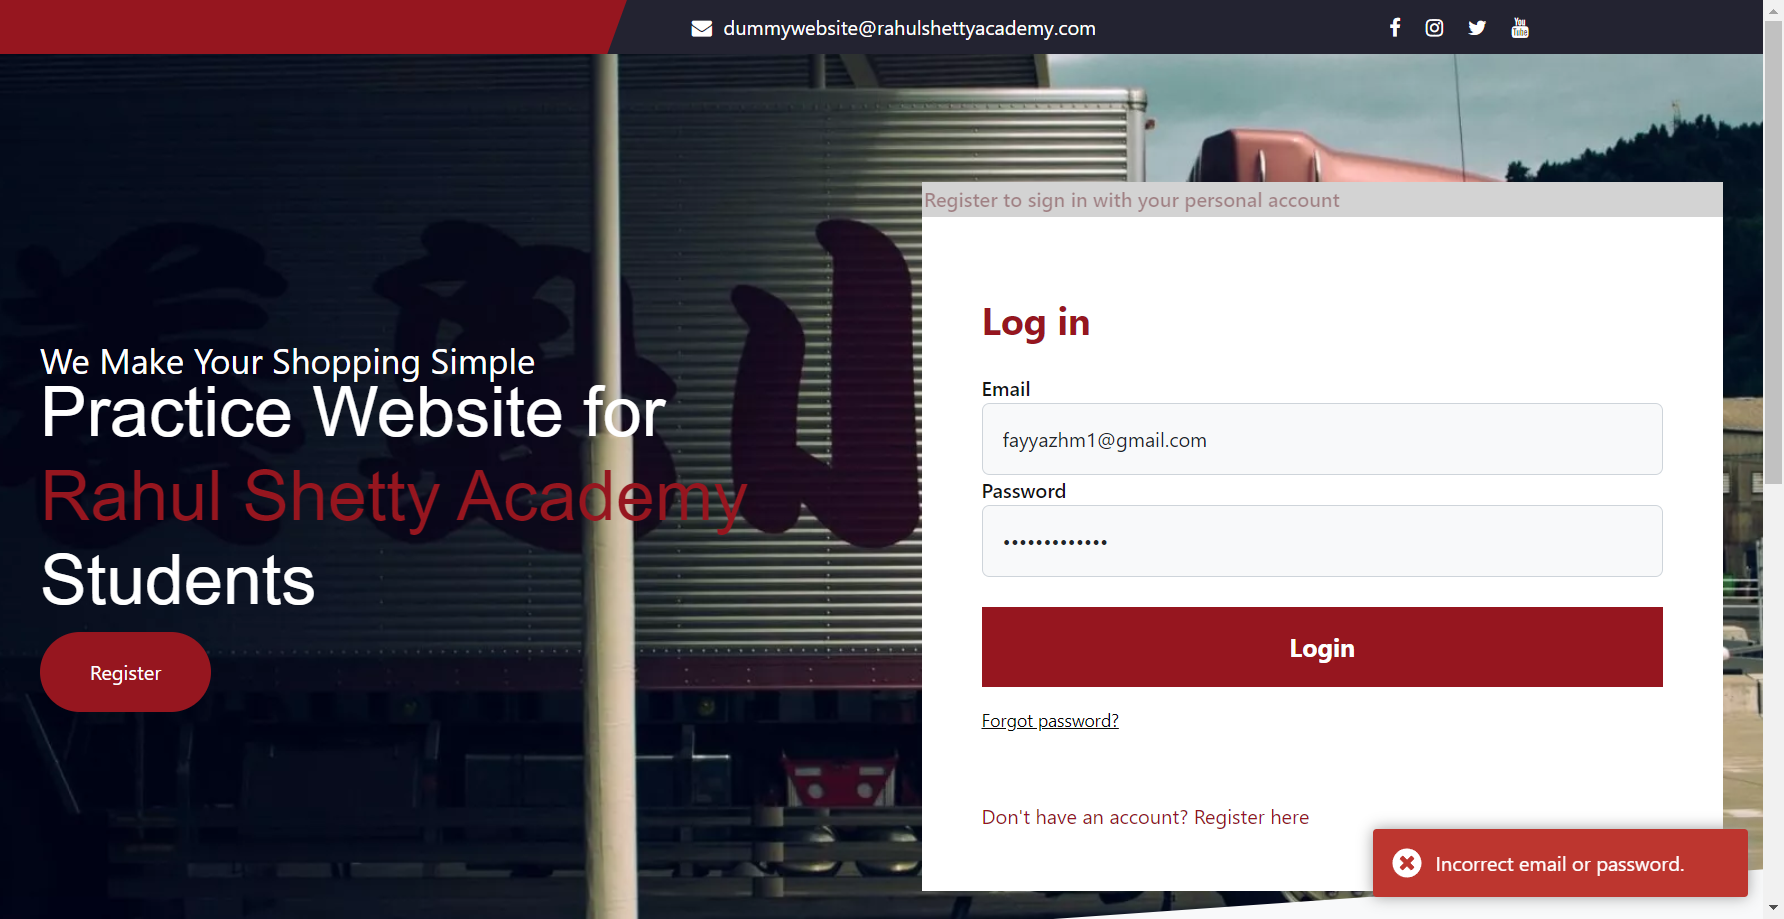 dummywebsite@rahulshettyacademy.com
You
Tube
Register to sign in with your personal account
We Make Your Shopping Simple
Practice Website for
Rahul Shetty Academy
Students
Register
Log in
Email
fayyazhm1@gmail.com
Password
•••••••••••••
Login
Forgot password?
Don't have an account? Register here
Incorrect email or password.